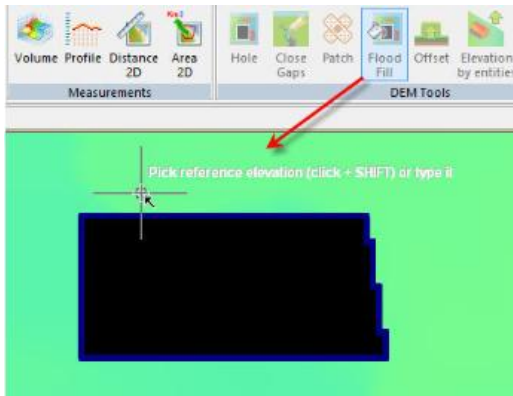 Km?
Volume Profile Distance 2D Area 2D
Hole Close Gaps Patch Flood Fill Offset Elevation by entities
Measurements DEM Tools
Pick reference elevation (click + SHIFT) or type it